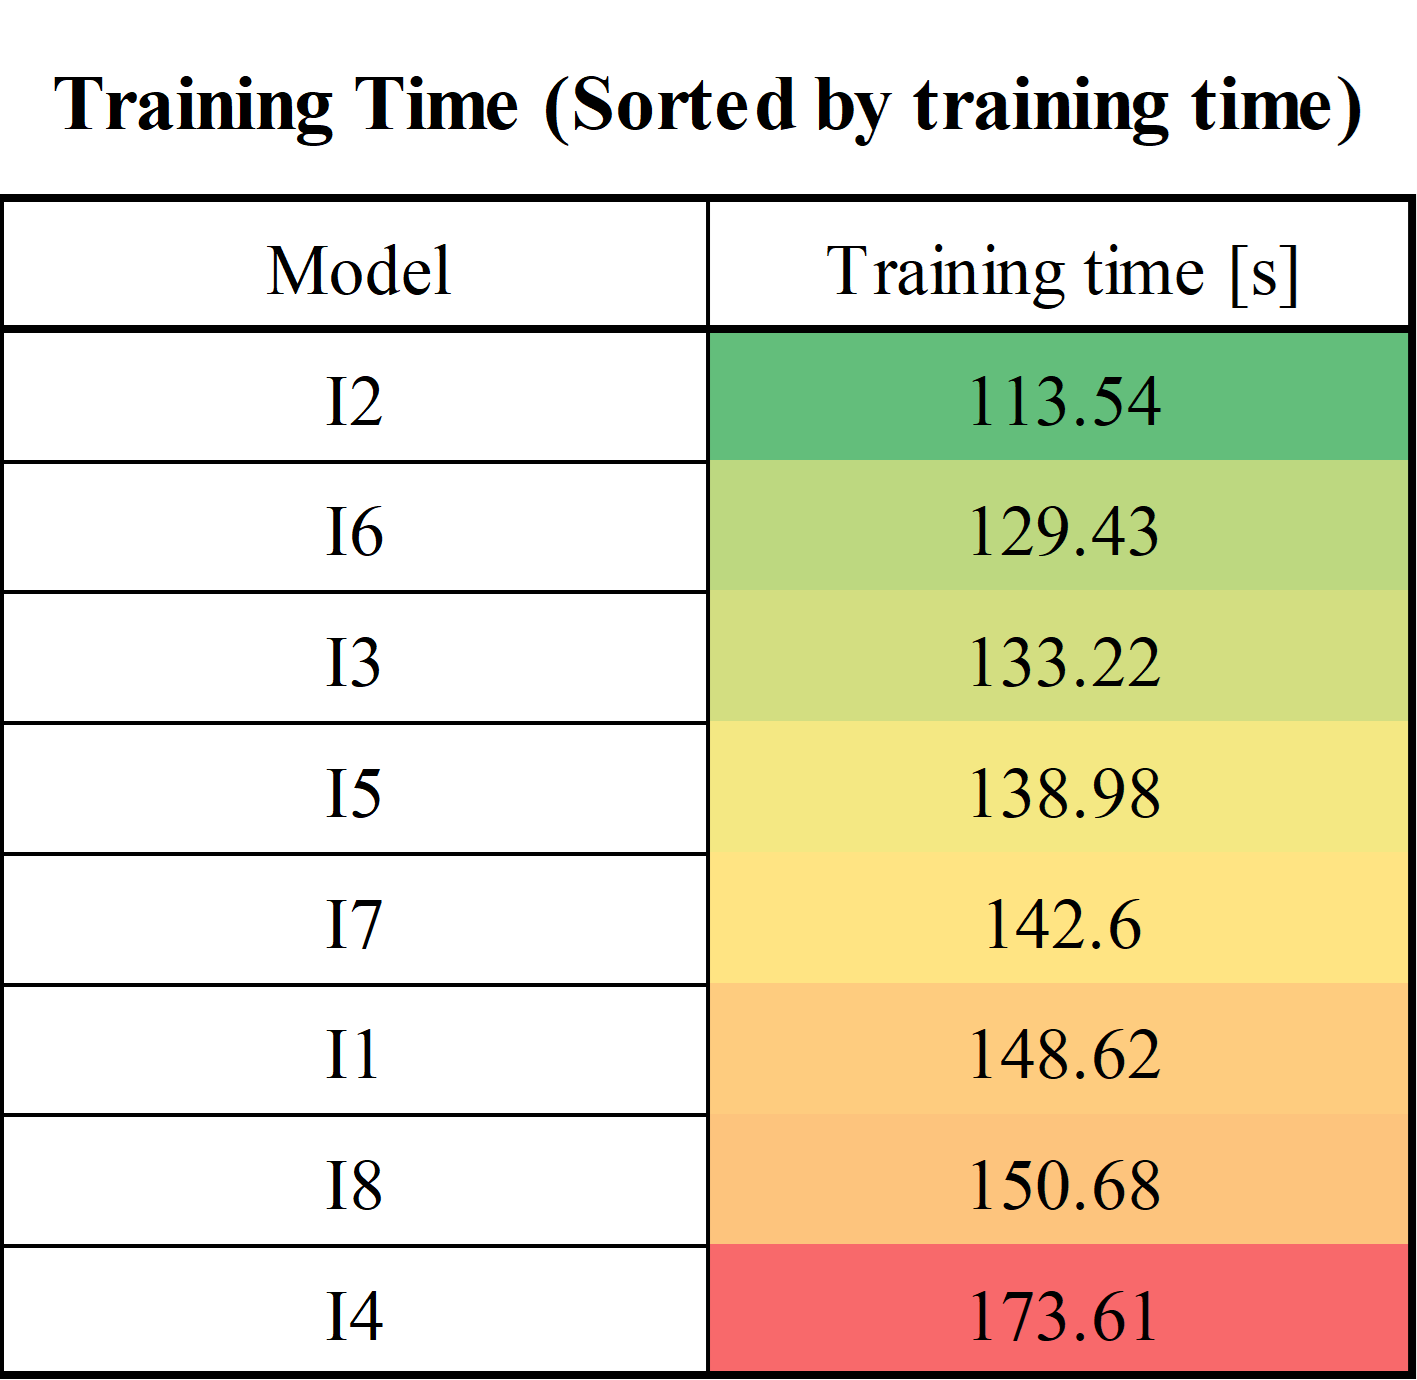 Training Time (Sorted by training time)
Model Training time [s]
I2 113.54
I6 129.43
I3 133.22
I5 138.98
I7 142.6
I1 148.62
I8 150.68
I4 173.61